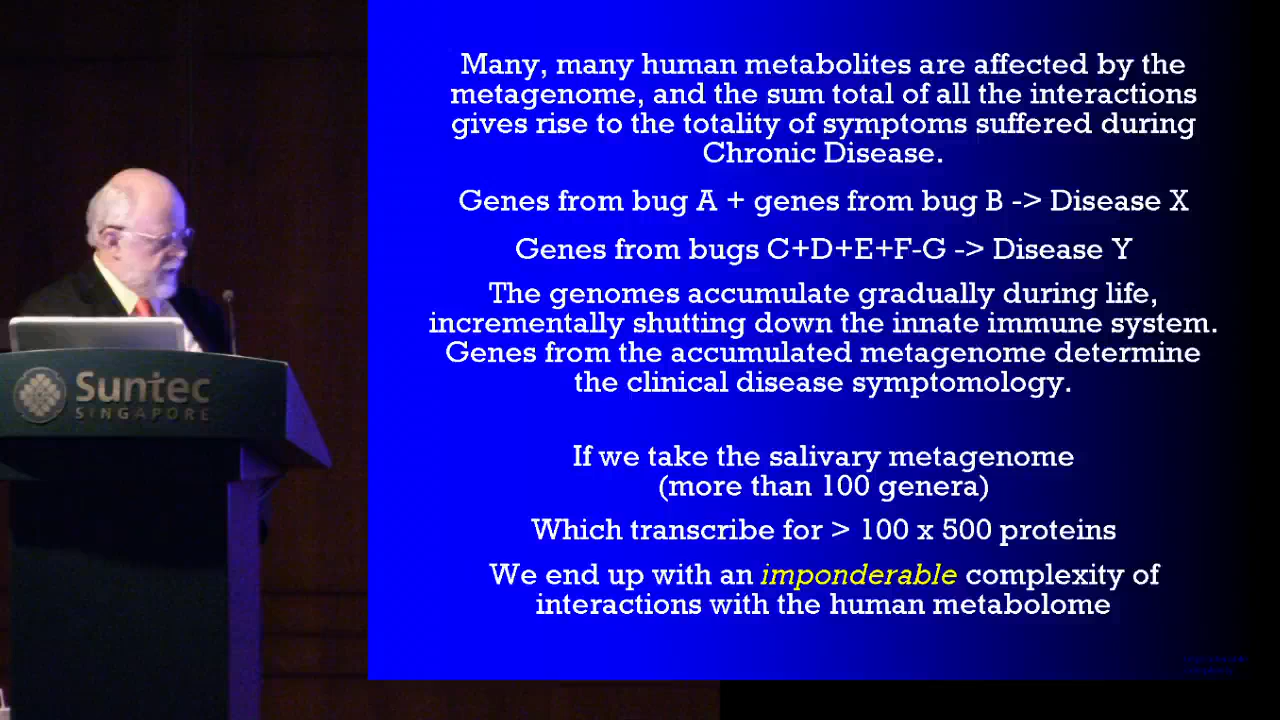 Many, many human metabolites are affected by the
metagenome, and the sum total of all the interactions
gives rise to the totality of symptoms suffered during
Chronic Disease.
Genes from bug A + genes from bug B -> Disease X
Genes from bugs C+D+E+F-G -> Disease Y
The genomes accumulate gradually during life,
incrementally shutting down the innate immune system.
Genes from the accumulated metagenome determine
the clinical disease symptomology.
If we take the salivary metagenome
(more than 100 genera)
Which transcribe for > 100 x 500 proteins
We end up with an imponderable complexity of
interactions with the human metabolome
Suntec
SINGAPORE